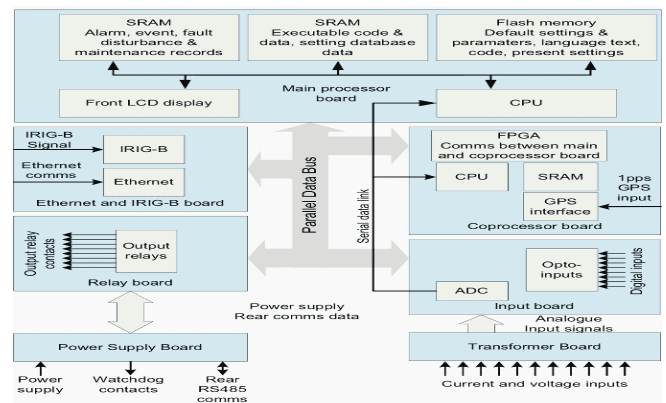 SRAM
Alarm, event, fault
disturbance &
maintenance records
SRAM
Executable code &
data, setting database
data
Flash memory
Default settings &
paramaters, language text,
code, present settings
Main processor
board
Front LCD display
CPU
IRIG-B
Signal
IRIG-B
Ethernet
comms
Ethernet
Ethernet and IRIG-B board
Parallel Data Bus
Serial data link
FPGA
Comms between main
and coprocessor board
CPU
SRAM
GPS
interface
1pps
GPS
input
Coprocessor board
Output relay
contacts
Output
relays
Relay board
Opto-
inputs
Digital inputs
ADC
Input board
Power supply
Rear comms data
Analogue
Input signals
Power Supply Board
Transformer Board
Power
supply
Watchdog
contacts
Rear
RS485
comms
Current and voltage inputs